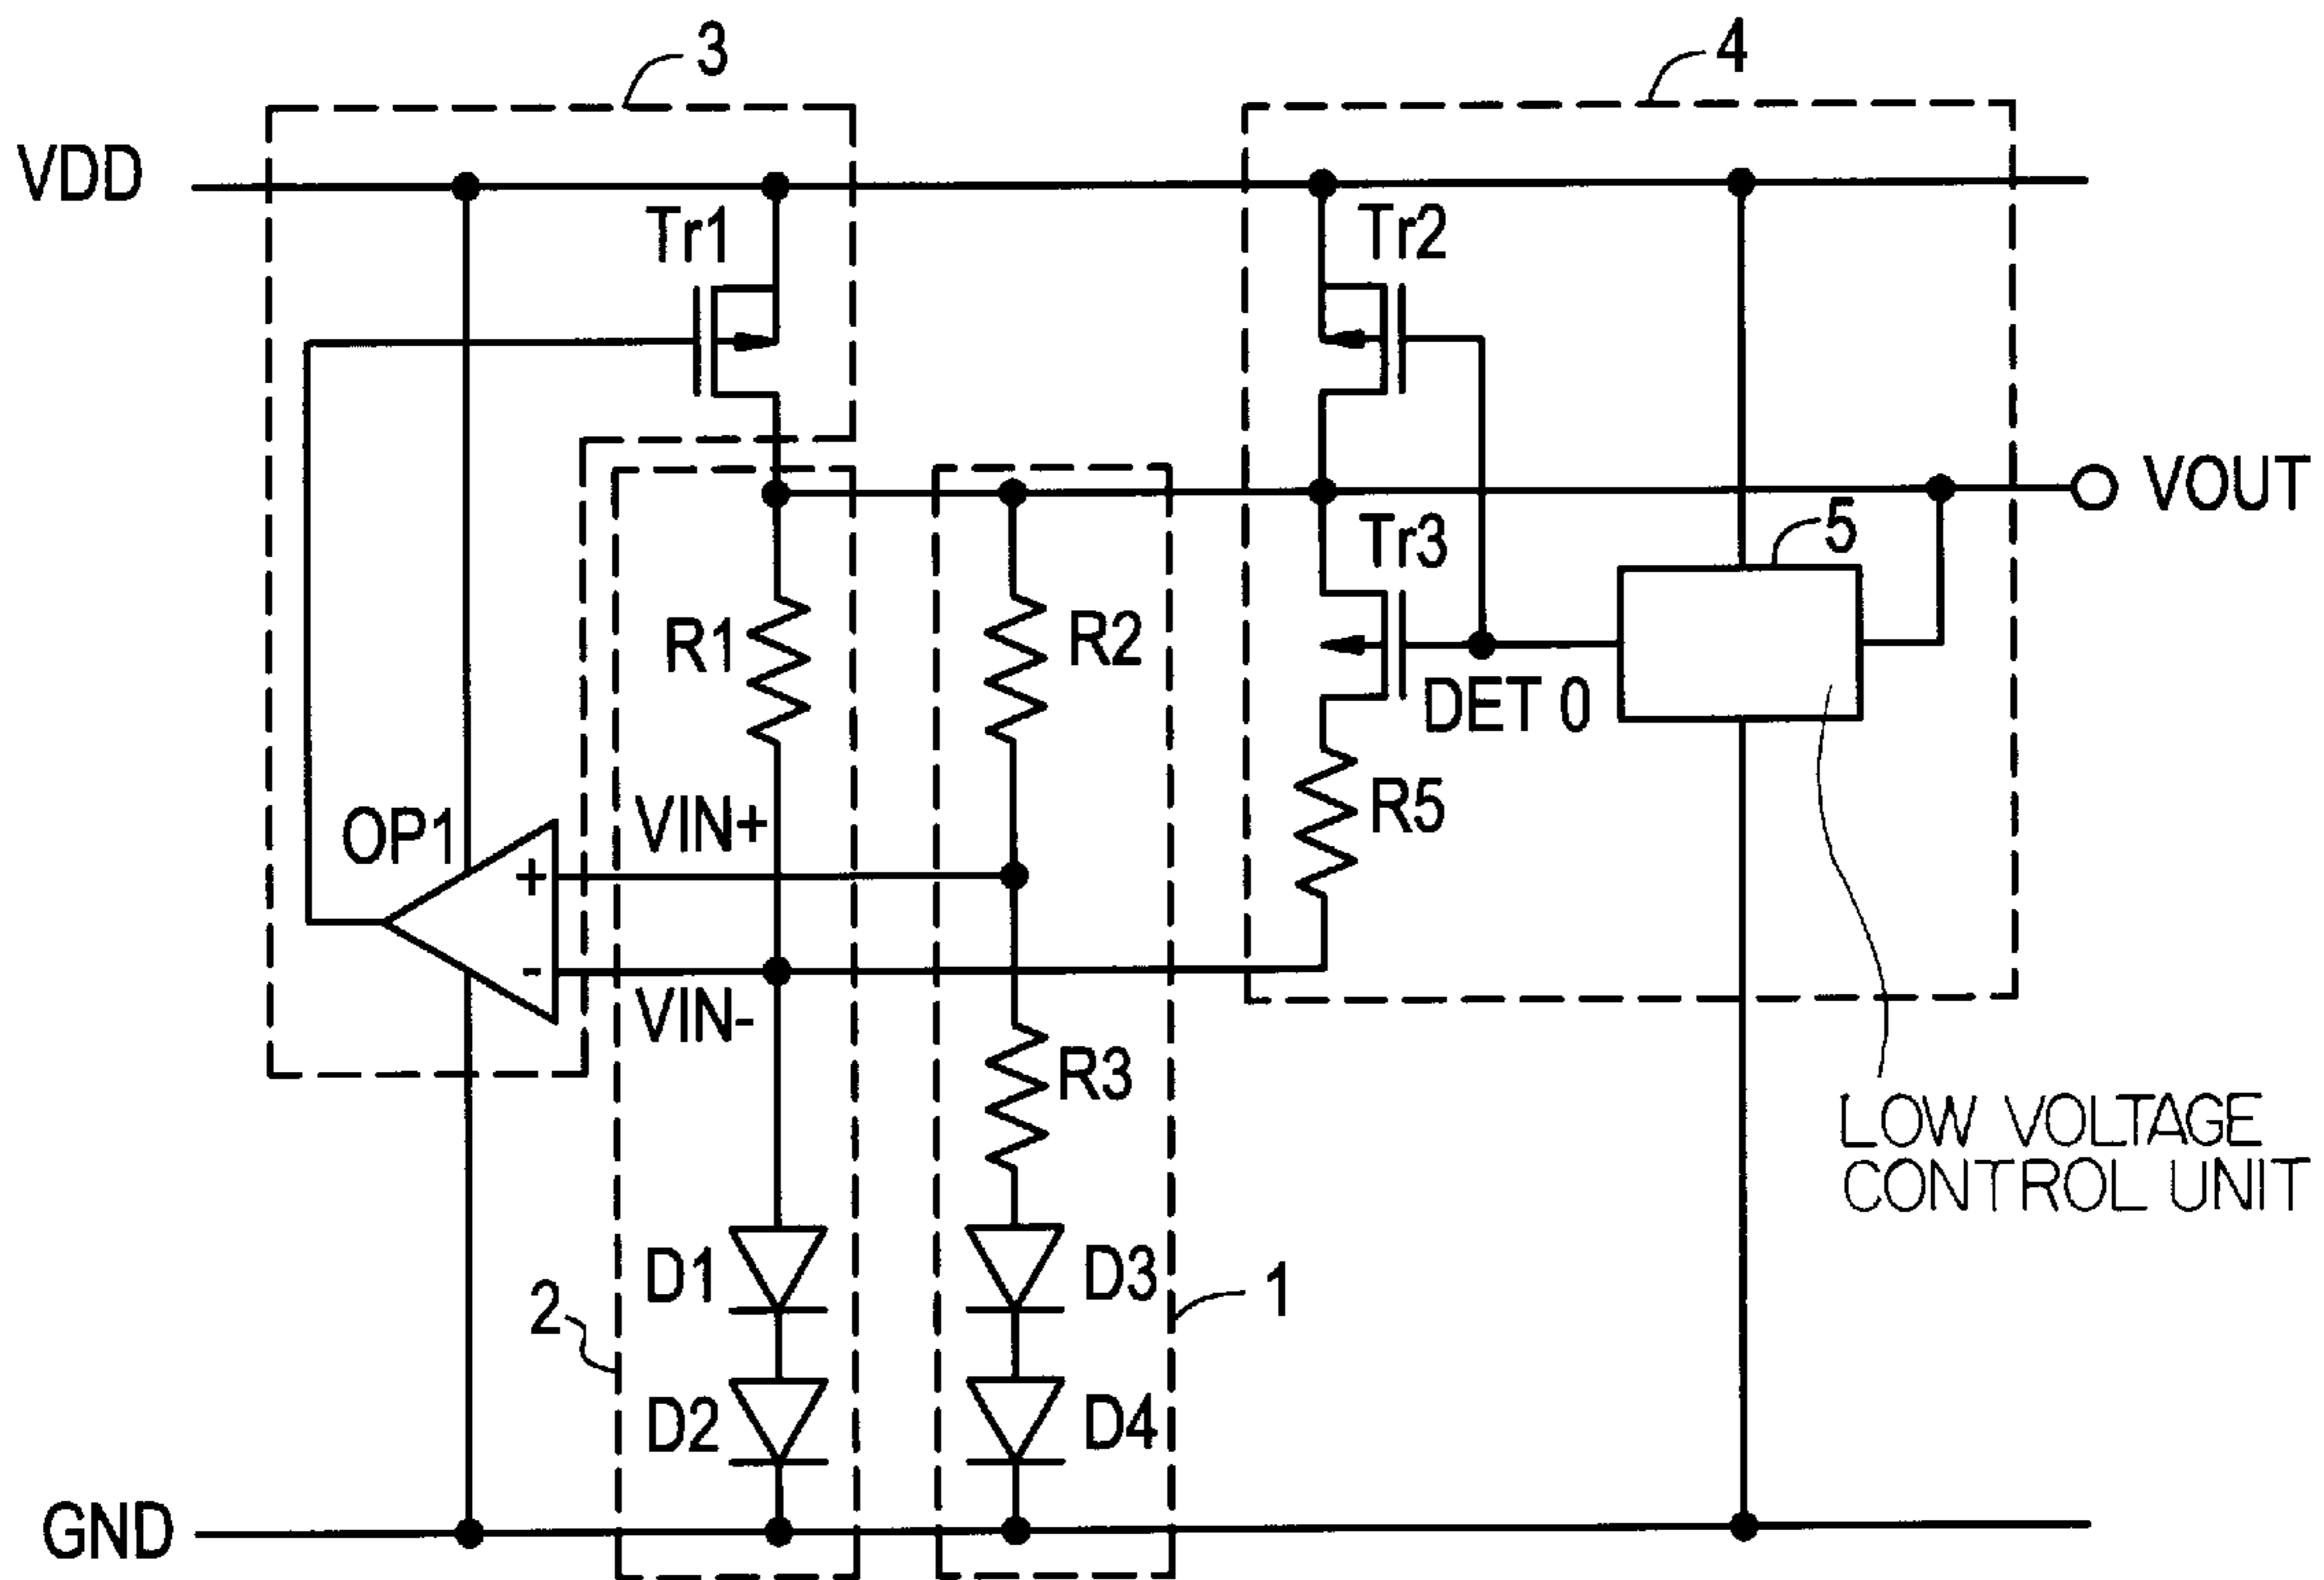 3
4
VDD
Tr1
Tr2
VOUT
Tr3
5
R1
R2
DET 0
OP1
VIN+
R5
+
-
VIN-
R3
LOW VOLTAGE
CONTROL UNIT
D1
D3
2
1
D2
D4
GND